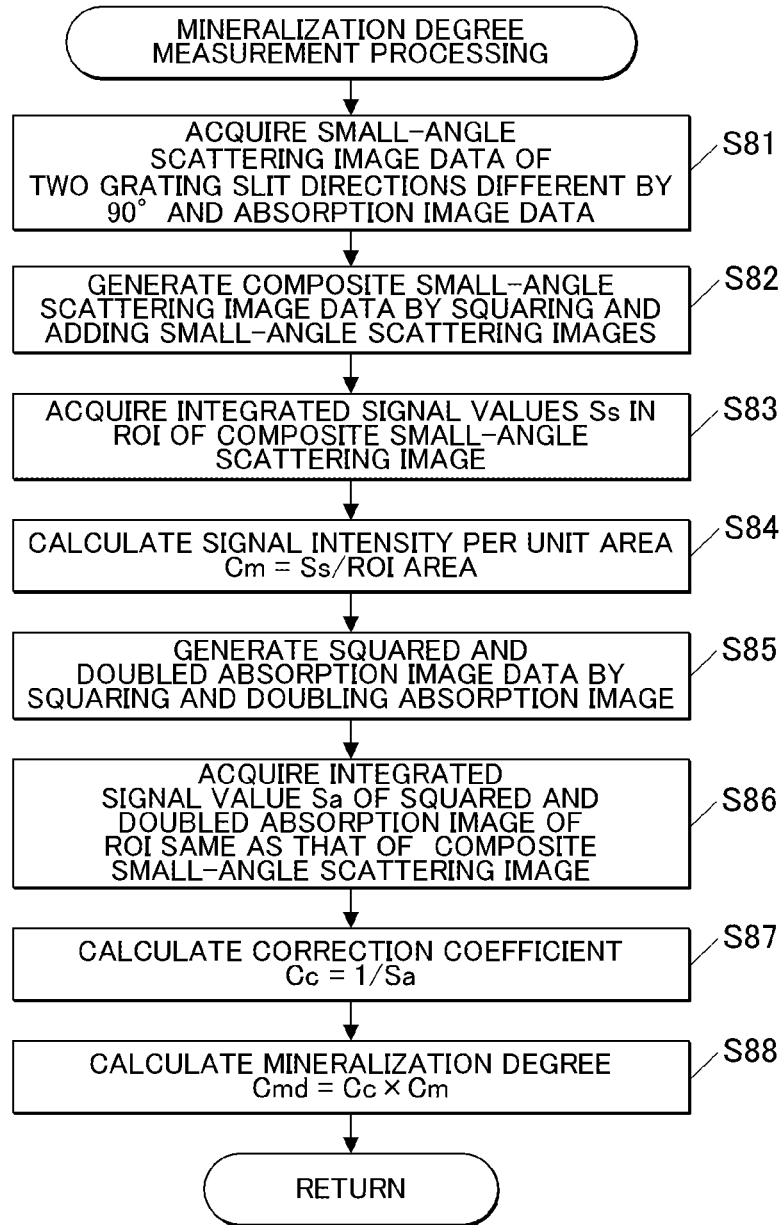 MINERALIZATION DEGREE
MEASUREMENT PROCESSING
ACQUIRE SMALL-ANGLE
SCATTERING IMAGE DATA OF
TWO GRATING SLIT DIRECTIONS DIFFERENT BY
90° AND ABSORPTION IMAGE DATA
S81
GENERATE COMPOSITE SMALL-ANGLE
SCATTERING IMAGE DATA BY SQUARING AND
ADDING SMALL-ANGLE SCATTERING IMAGES
S82
ACQUIRE INTEGRATED SIGNAL VALUES Ss IN
ROI OF COMPOSITE SMALL-ANGLE
SCATTERING IMAGE
S83
CALCULATE SIGNAL INTENSITY PER UNIT AREA
Cm = Ss/ROI AREA
S84
GENERATE SQUARED AND
DOUBLED ABSORPTION IMAGE DATA BY
SQUARING AND DOUBLING ABSORPTION IMAGE
S85
ACQUIRE INTEGRATED
SIGNAL VALUE Sa OF SQUARED AND
DOUBLED ABSORPTION IMAGE OF
ROI SAME AS THAT OF COMPOSITE
SMALL-ANGLE SCATTERING IMAGE
S86
CALCULATE CORRECTION COEFFICIENT
Cc = 1/Sa
S87
CALCULATE MINERALIZATION DEGREE
Cmd = Cc × Cm
S88
RETURN